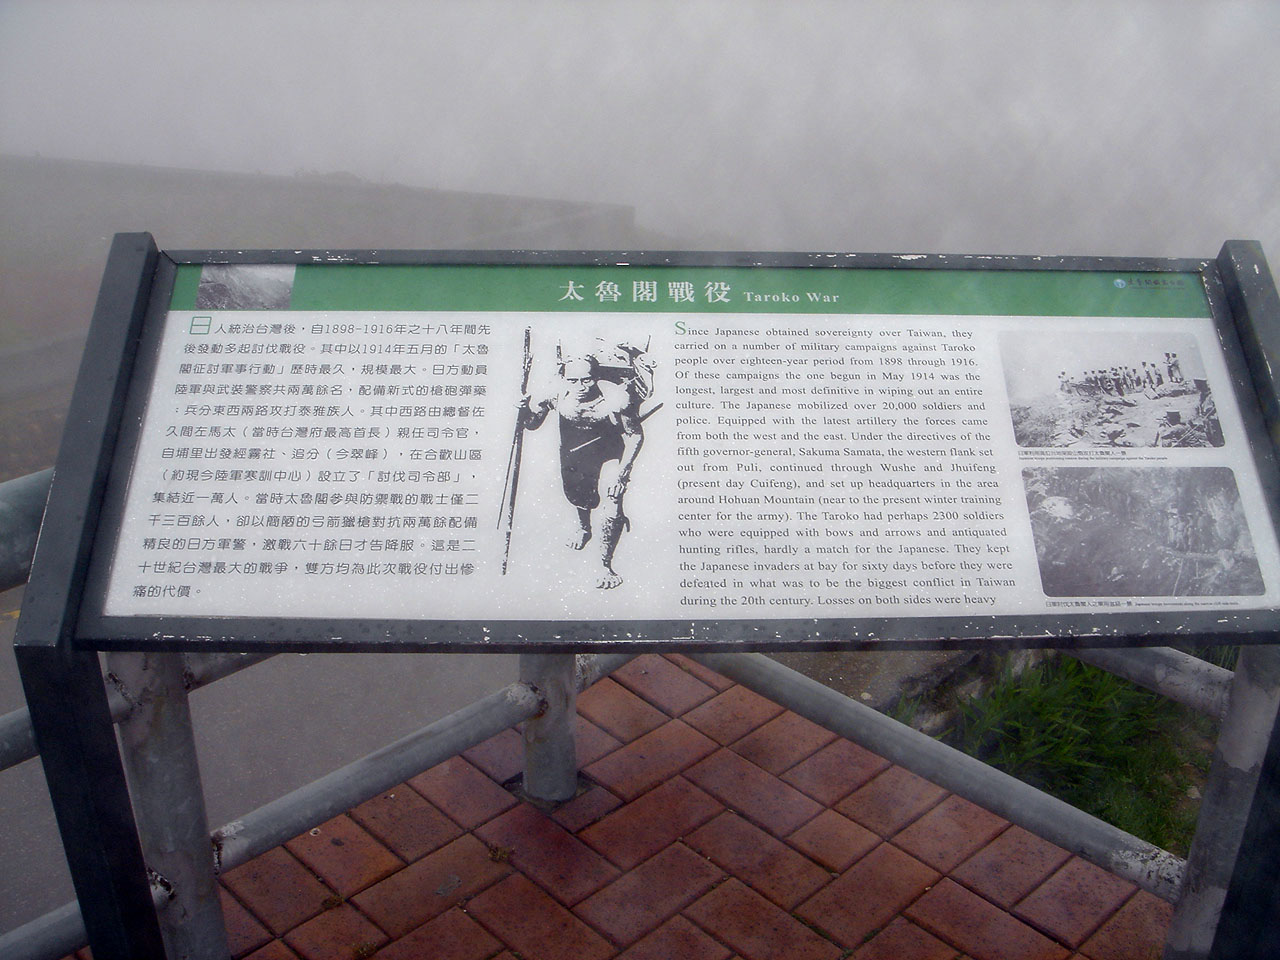 太魯閣戰役 Taroko War
日人統治台灣後，自1898-1916年之十八年間先
後發動多起討伐戰役。其中以1914年五月的「太魯
閣征討軍事行動」歷時最久，規模最大。日方動員
陸軍與武裝警察共兩萬餘名，配備新式的槍砲彈藥
；兵分東西兩路攻打泰雅族人。其中西路由總督佐
久間左馬太（當時台灣府最高首長）親任司令官，
自埔里出發經霧社、追分（今翠峰），在合歡山區
（約現今陸軍寒訓中心）設立了「討伐司令部」，
集結近一萬人。當時太魯閣參與防禦戰的戰士僅二
千三百餘人，卻以簡陋的弓箭獵槍對抗兩萬餘配備
精良的日方軍警，激戰六十餘日才告降服。這是二
十世紀台灣最大的戰爭，雙方均為此次戰役付出慘
痛的代價。
Since Japanese obtained sovereignty over Taiwan, they
carried on a number of military campaigns against Taroko
people over eighteen-year period from 1898 through 1916.
Of these campaigns the one begun in May 1914 was the
longest, largest and most definitive in wiping out an entire
culture. The Japanese mobilized over 20,000 soldiers and
police. Equipped with the latest artillery the forces came
from both the west and the east. Under the directives of the
fifth governor-general, Sakuma Samata, the western flank set
out from Puli, continued through Wushe and Jhuifeng
(present day Cuifeng), and set up headquarters in the area
around Hohuan Mountain (near to the present winter training
center for the army). The Taroko had perhaps 2300 soldiers
who were equipped with bows and arrows and antiquated
hunting rifles, hardly a match for the Japanese. They kept
the Japanese invaders at bay for sixty days before they were
defeated in what was to be the biggest conflict in Taiwan
during the 20th century. Losses on both sides were heavy